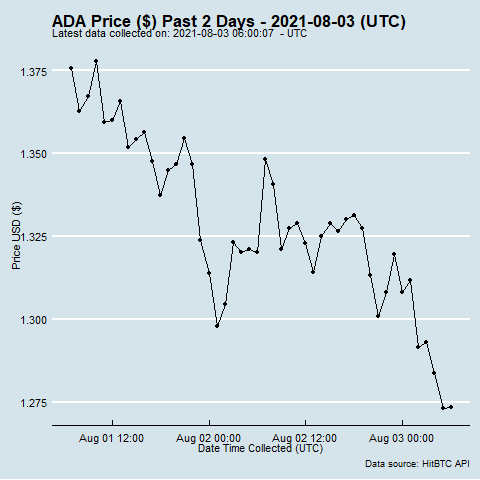 ADA Price ($) Past 2 Days - 2021-08-03 (UTC)
Latest data collected on: 2021-08-03 06:00:07  - UTC
1.375
1.350
1.325
1.300
1.275
Price USD ($)
Aug 01 12:00
Aug 02 00:00
Aug 02 12:00
Aug 03 00:00
Date Time Collected (UTC)
Data source: HitBTC API